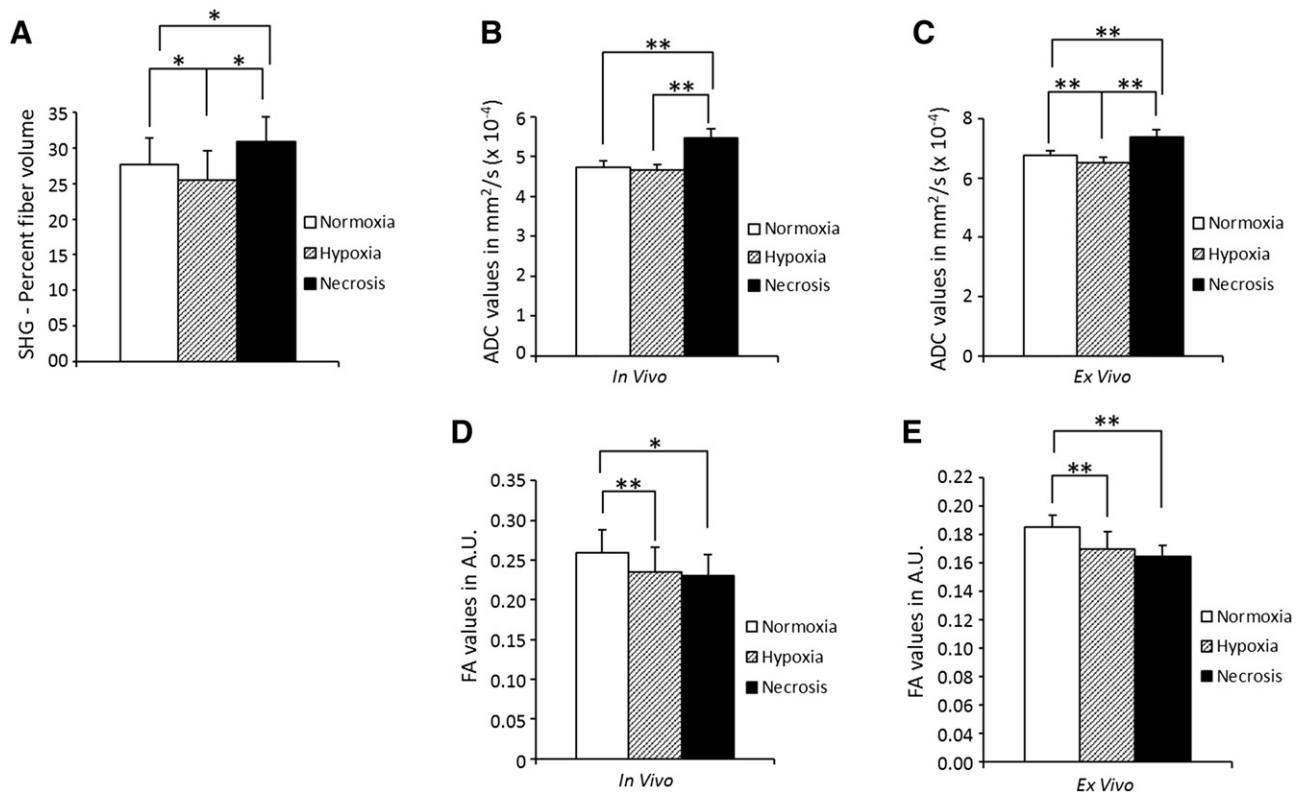 A
*
*
*
SHG - Percent fiber volume
35
30
25
20
15
10
05
00
Normoxia
Hypoxia
Necrosis
B
**
**
ADC values in mm²/s (x 10⁻⁴)
6
5
4
3
2
1
0
In Vivo
Normoxia
Hypoxia
Necrosis
C
**
**
**
ADC values in mm²/s (x 10⁻⁴)
8
6
4
2
0
Ex Vivo
Normoxia
Hypoxia
Necrosis
D
*
**
FA values in A.U.
0.35
0.30
0.25
0.20
0.15
0.10
0.05
0
In Vivo
Normoxia
Hypoxia
Necrosis
E
**
**
FA values in A.U.
0.22
0.20
0.18
0.16
0.14
0.12
0.10
0.08
0.06
0.04
0.00
Ex Vivo
Normoxia
Hypoxia
Necrosis